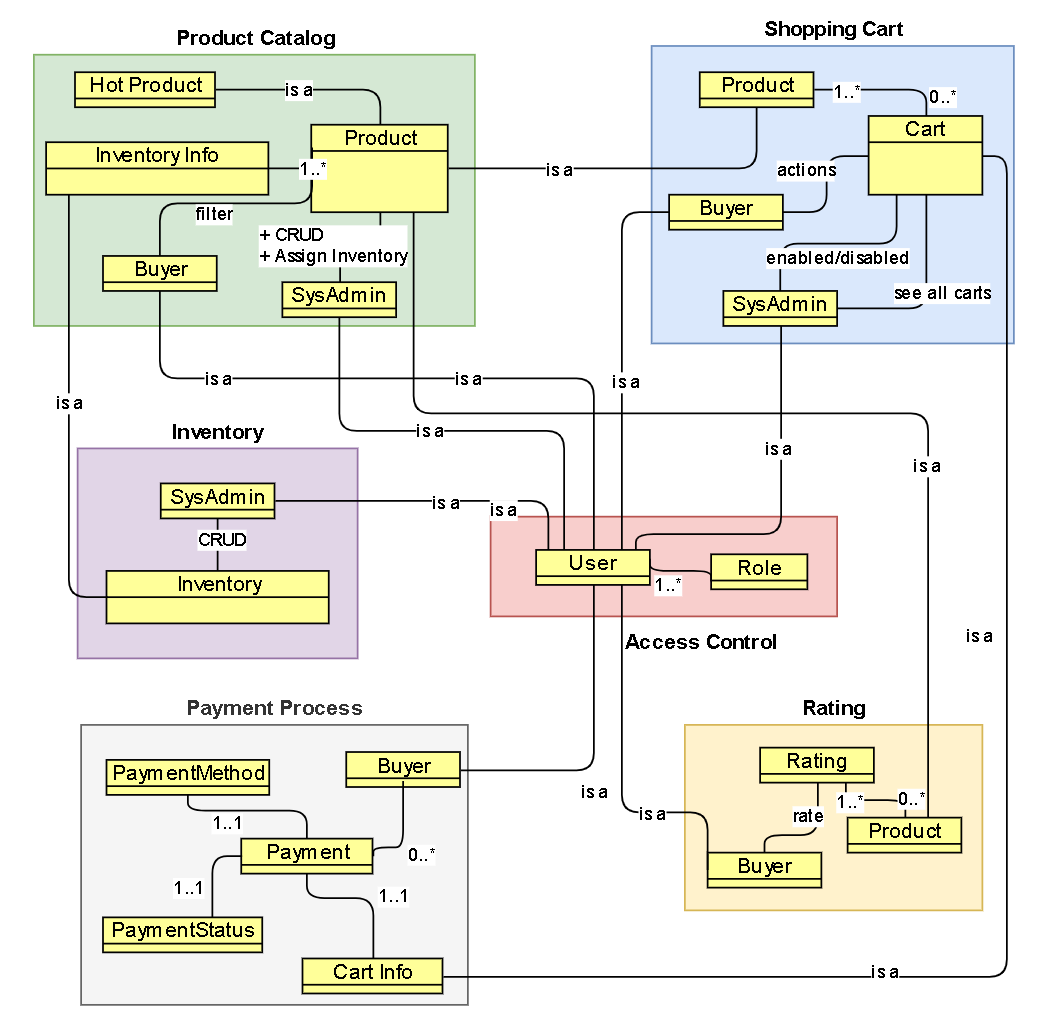 Product Catalog
Hot Product
is a
Product
Inventory Info
1..*
filter
+ CRUD
+ Assign Inventory
Buyer
SysAdmin
Shopping Cart
Product
1..*
0..*
Cart
actions
Buyer
enabled/disabled
see all carts
SysAdmin
is a
is a
is a
is a
is a
is a
is a
is a
Inventory
SysAdmin
CRUD
Inventory
is a
is a
User
Role
1..*
Access Control
is a
Payment Process
PaymentMethod
Buyer
1..1
Payment
0..*
1..1
1..1
PaymentStatus
Cart Info
is a
is a
Rating
Rating
1..*
0..*
rate
Product
Buyer
is a